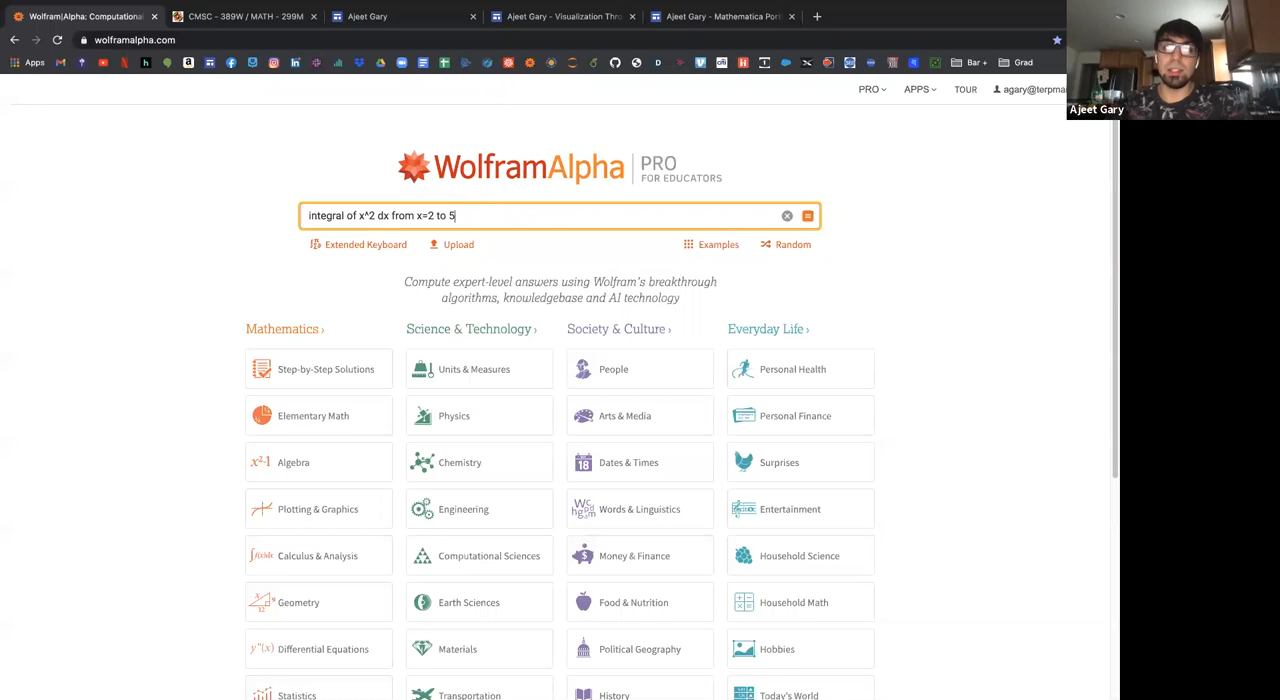 Wolfram|Alpha: Computational
CMSC - 389W / MATH - 299M
Ajeet Gary
Ajeet Gary - Visualization Thro
Ajeet Gary - Mathematica Port
wolframalpha.com
Apps
Bar +
Grad
Ajeet Gary
PRO
APPS
TOUR
agary@terpma
WolframAlpha
PRO
FOR EDUCATORS
integral of x^2 dx from x=2 to 5
Extended Keyboard
Upload
Examples
Random
Compute expert-level answers using Wolfram's breakthrough
algorithms, knowledgebase and AI technology
Mathematics ›
Science & Technology ›
Society & Culture ›
Everyday Life ›
Step-by-Step Solutions
Units & Measures
People
Personal Health
Elementary Math
Physics
Arts & Media
Personal Finance
x²-1 Algebra
Chemistry
18 Dates & Times
Surprises
Plotting & Graphics
Engineering
Words & Linguistics
Entertainment
∫f(x)dx Calculus & Analysis
Computational Sciences
$ Money & Finance
Household Science
Geometry
Earth Sciences
Food & Nutrition
Household Math
y''(x) Differential Equations
Materials
Political Geography
Hobbies
Statistics
Transportation
History
Today's World